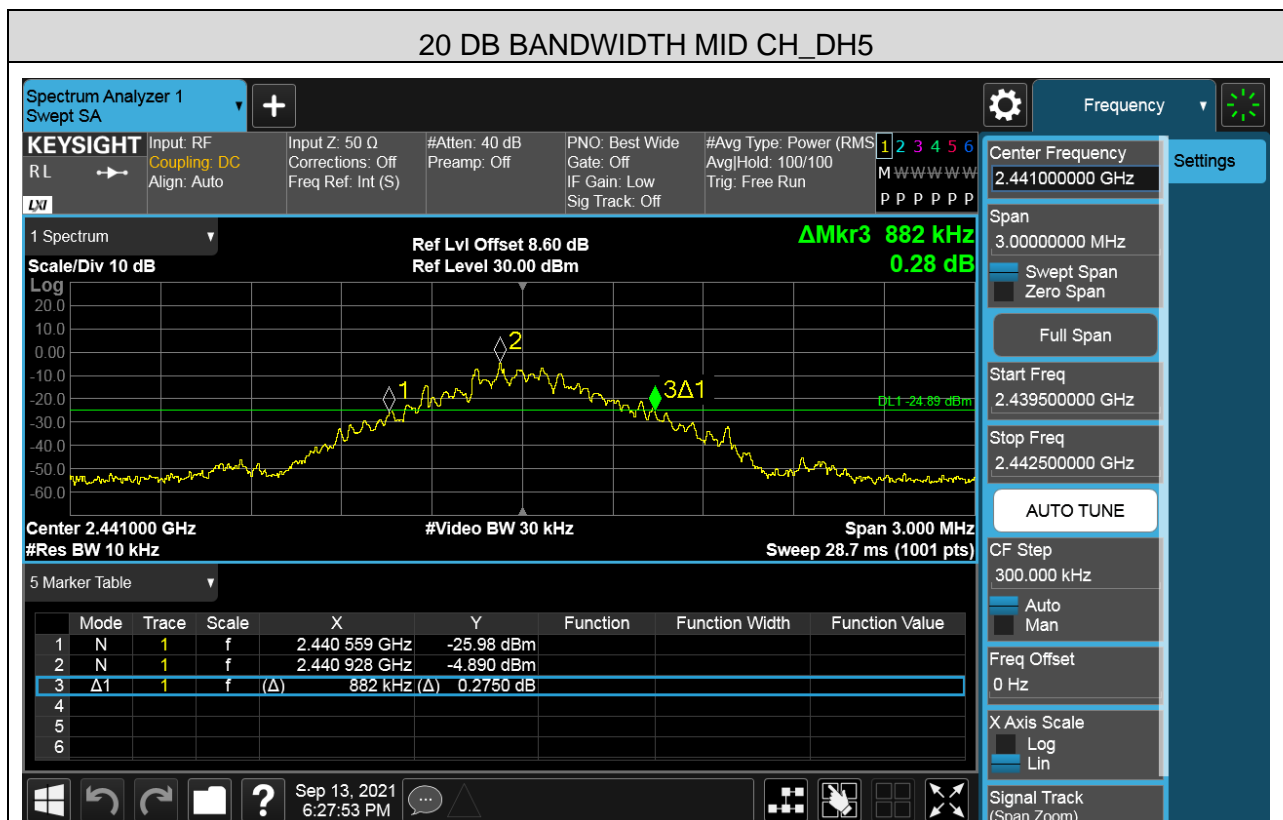 20 DB BANDWIDTH MID CH_DH5
Spectrum Analyzer 1
Swept SA
Frequency
KEYSIGHT
RL
LXI
Input: RF
Coupling: DC
Align: Auto
Input Z: 50 Ω
Corrections: Off
Freq Ref: Int (S)
#Atten: 40 dB
Preamp: Off
PNO: Best Wide
Gate: Off
IF Gain: Low
Sig Track: Off
#Avg Type: Power (RMS
Avg|Hold: 100/100
Trig: Free Run
1 2 3 4 5 6
M W W W W W
P P P P P P
1 Spectrum
Scale/Div 10 dB
Ref Lvl Offset 8.60 dB
Ref Level 30.00 dBm
ΔMkr3 882 kHz
0.28 dB
Log
20.0
10.0
0.00
-10.0
-20.0
-30.0
-40.0
-50.0
-60.0
1
2
3Δ1
DL1 -24.89 dBm
Center 2.441000 GHz
#Video BW 30 kHz
Span 3.000 MHz
#Res BW 10 kHz
Sweep 28.7 ms (1001 pts)
5 Marker Table
Mode Trace Scale X Y Function Function Width Function Value
1 N 1 f 2.440 559 GHz -25.98 dBm
2 N 1 f 2.440 928 GHz -4.890 dBm
3 Δ1 1 f (Δ) 882 kHz (Δ) 0.2750 dB
4
5
6
Sep 13, 2021
6:27:53 PM
Center Frequency
2.441000000 GHz
Settings
Span
3.00000000 MHz
Swept Span
Zero Span
Full Span
Start Freq
2.439500000 GHz
Stop Freq
2.442500000 GHz
AUTO TUNE
CF Step
300.000 kHz
Auto
Man
Freq Offset
0 Hz
X Axis Scale
Log
Lin
Signal Track
(Span Zoom)